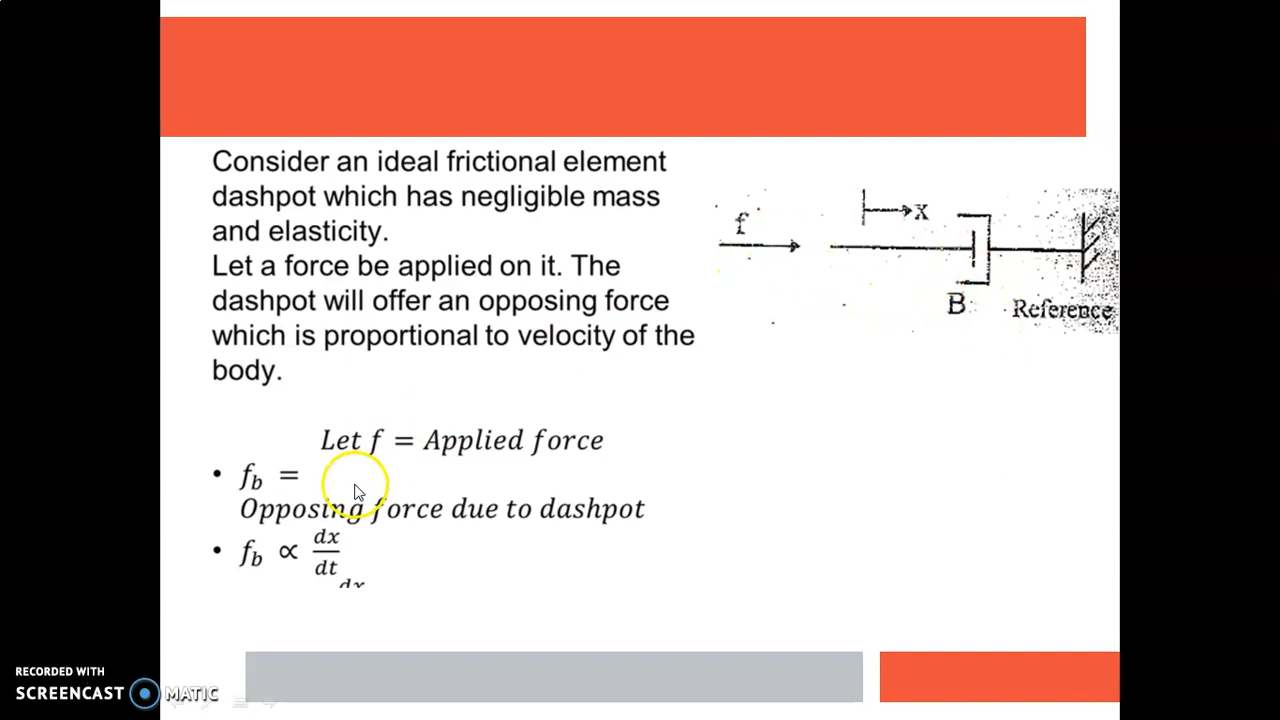 Consider an ideal frictional element
dashpot which has negligible mass
and elasticity.
Let a force be applied on it. The
dashpot will offer an opposing force
which is proportional to velocity of the
body.
f
x
B
Reference
Let f = Applied force
• f_b =
Opposing force due to dashpot
• f_b ∝ dx/dt
dx
RECORDED WITH
SCREENCAST MATIC